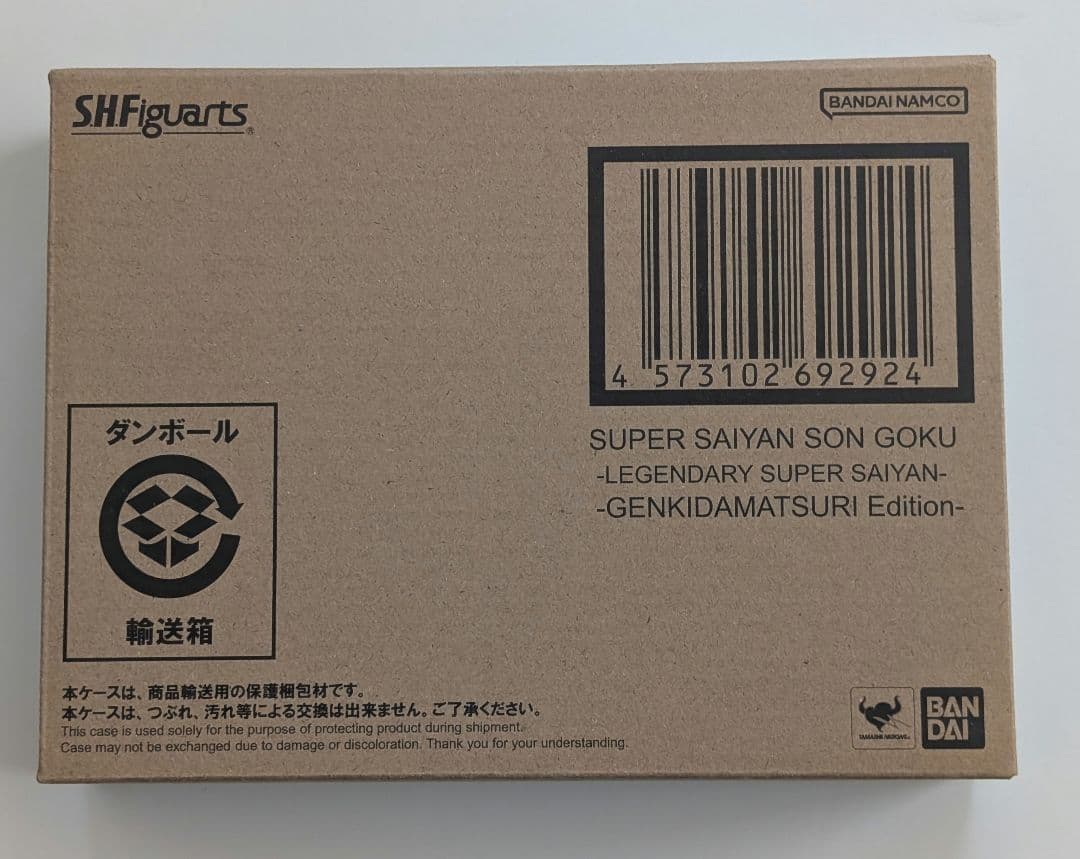 S.H.Figuarts®
BANDAI NAMCO
4 573102 692924
SUPER SAIYAN SON GOKU
-LEGENDARY SUPER SAIYAN-
-GENKIDAMATSURI Edition-
ダンボール
輸送箱
本ケースは、商品輸送用の保護梱包材です。
本ケースは、つぶれ、汚れ等による交換は出来ません。ご了承ください。
This case is used solely for the purpose of protecting product during shipment.
Case may not be exchanged due to damage or discoloration. Thank you for your understanding.
TAMASHII NATIONS
BAN
DAI